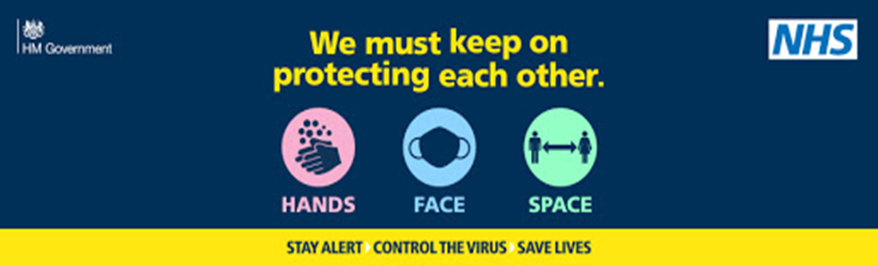 HM Government
NHS
We must keep on
protecting each other.
HANDS
FACE
SPACE
STAY ALERT › CONTROL THE VIRUS › SAVE LIVES